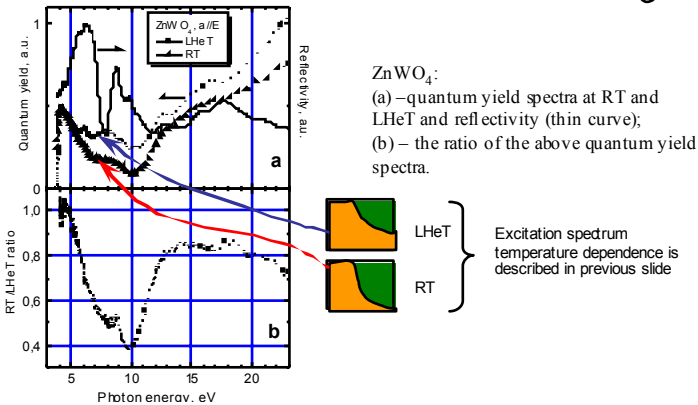 1
Quantum yield, a.u.
ZnWO4, a//E
LHeT
RT
Reflectivity, a.u.
a
0
1,0
0,8
0,6
0,4
RT/LHeT ratio
b
5 10 15 20
Photon energy, eV
ZnWO4:
(a) –quantum yield spectra at RT and
LHeT and reflectivity (thin curve);
(b) – the ratio of the above quantum yield
spectra.
LHeT
RT
Excitation spectrum
temperature dependence is
described in previous slide